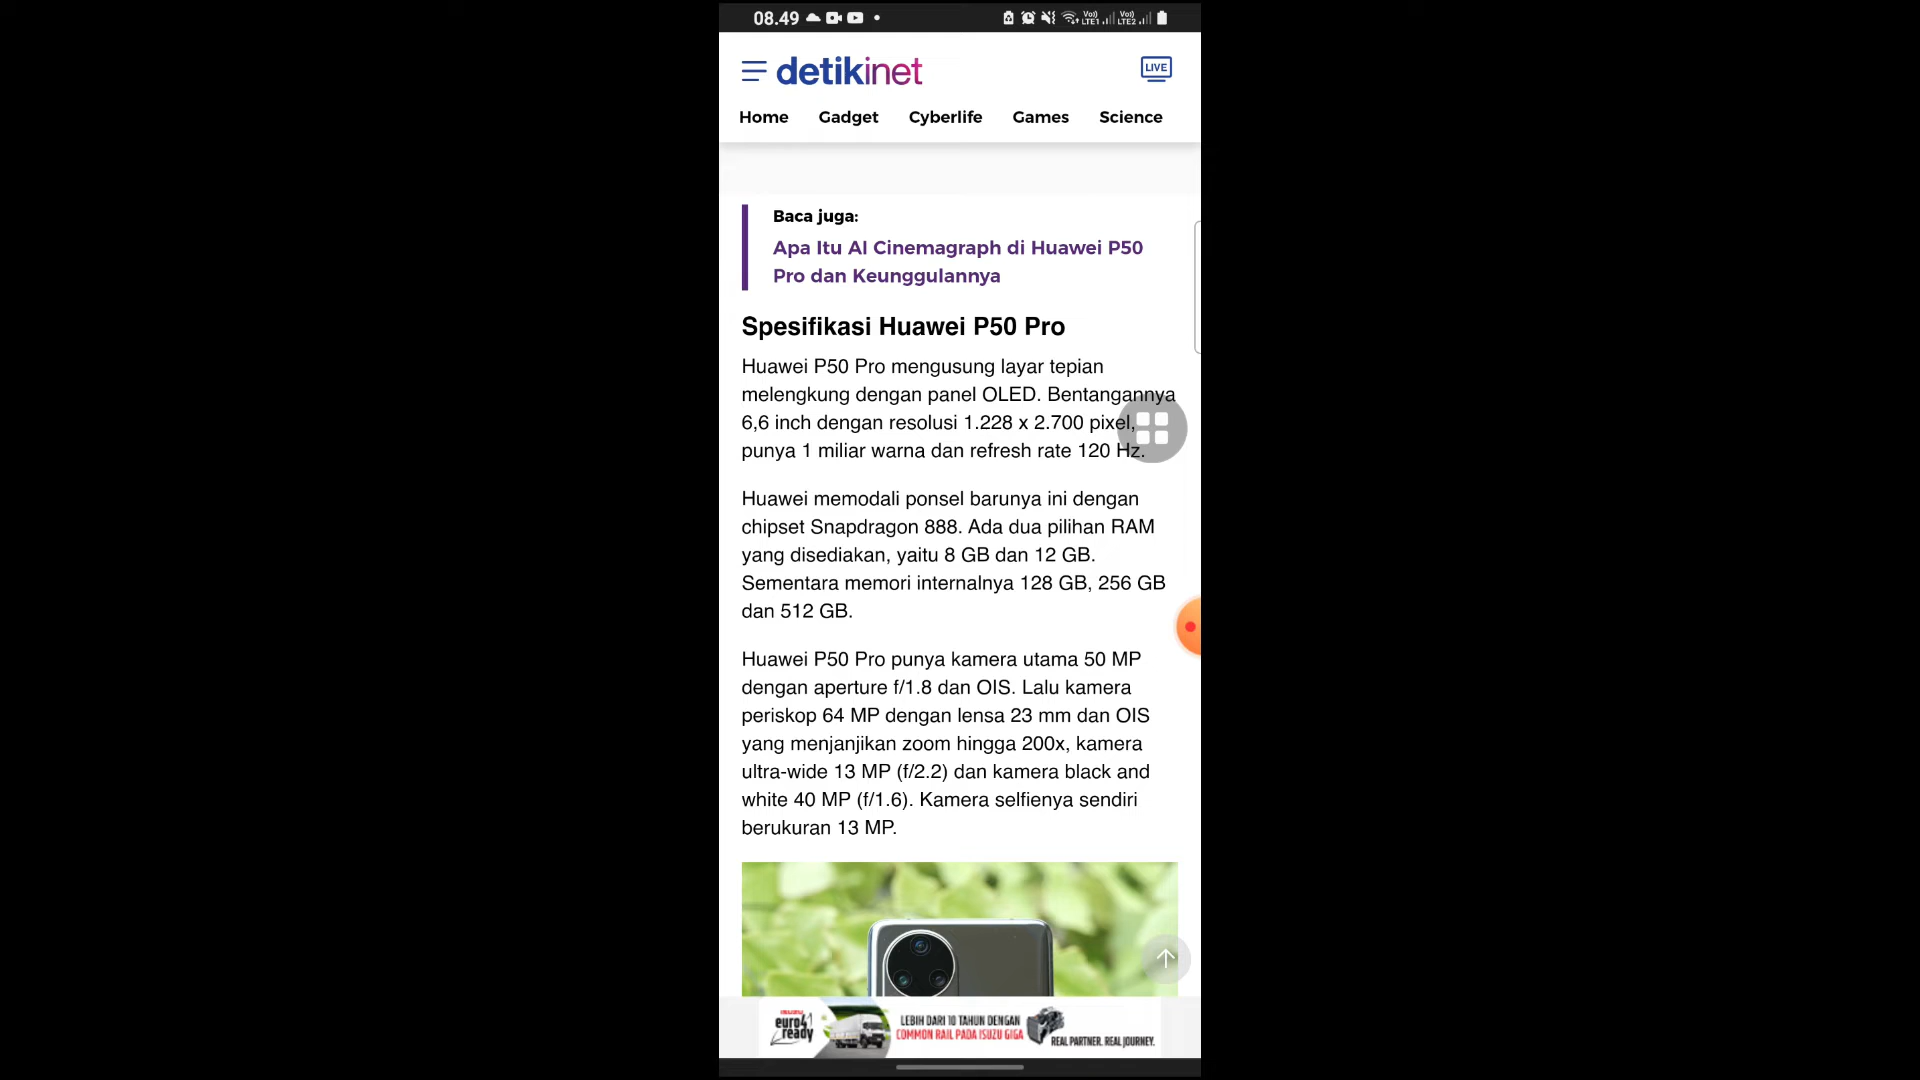 08.49
Vo)) LTE1
Vo)) LTE2
detikinet
LIVE
Home Gadget Cyberlife Games Science
Baca juga:
Apa Itu AI Cinemagraph di Huawei P50
Pro dan Keunggulannya
Spesifikasi Huawei P50 Pro
Huawei P50 Pro mengusung layar tepian
melengkung dengan panel OLED. Bentangannya
6,6 inch dengan resolusi 1.228 x 2.700 pixel,
punya 1 miliar warna dan refresh rate 120 Hz.
Huawei memodali ponsel barunya ini dengan
chipset Snapdragon 888. Ada dua pilihan RAM
yang disediakan, yaitu 8 GB dan 12 GB.
Sementara memori internalnya 128 GB, 256 GB
dan 512 GB.
Huawei P50 Pro punya kamera utama 50 MP
dengan aperture f/1.8 dan OIS. Lalu kamera
periskop 64 MP dengan lensa 23 mm dan OIS
yang menjanjikan zoom hingga 200x, kamera
ultra-wide 13 MP (f/2.2) dan kamera black and
white 40 MP (f/1.6). Kamera selfienya sendiri
berukuran 13 MP.
euro4
ready
LEBIH DARI 10 TAHUN DENGAN
COMMON RAIL PADA ISUZU GIGA
REAL PARTNER. REAL JOURNEY.